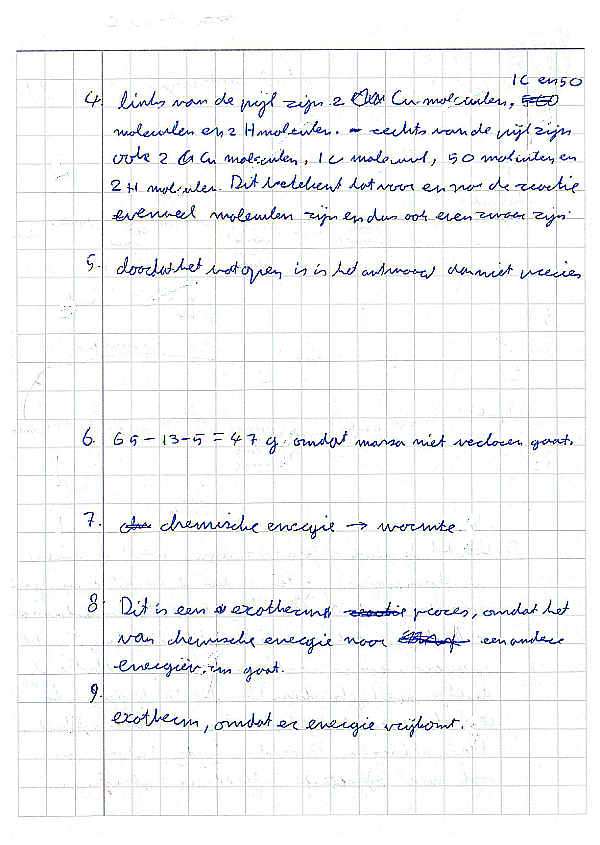 1C en 5O
4. links van de pijl zijn 2 Cu moleculen,
moleculen en 2 H moleculen. rechts van de pijl zijn
ook 2 Cu moleculen, 1 C molecuul, 5 O moleculen en
2 H moleculen. Dit betekent dat voor en na de reactie
evenveel moleculen zijn en dus ook even zwaar zijn.
5. doordat het vat open is is het antwoord dan niet precies
6. 65 - 13 - 5 = 47 g. omdat massa niet verloren gaat.
7. chemische energie → warmte.
8 Dit is een exotherm proces, omdat het
van chemische energie naar een andere
energievorm gaat.
9.
exotherm, omdat er energie vrijkomt.